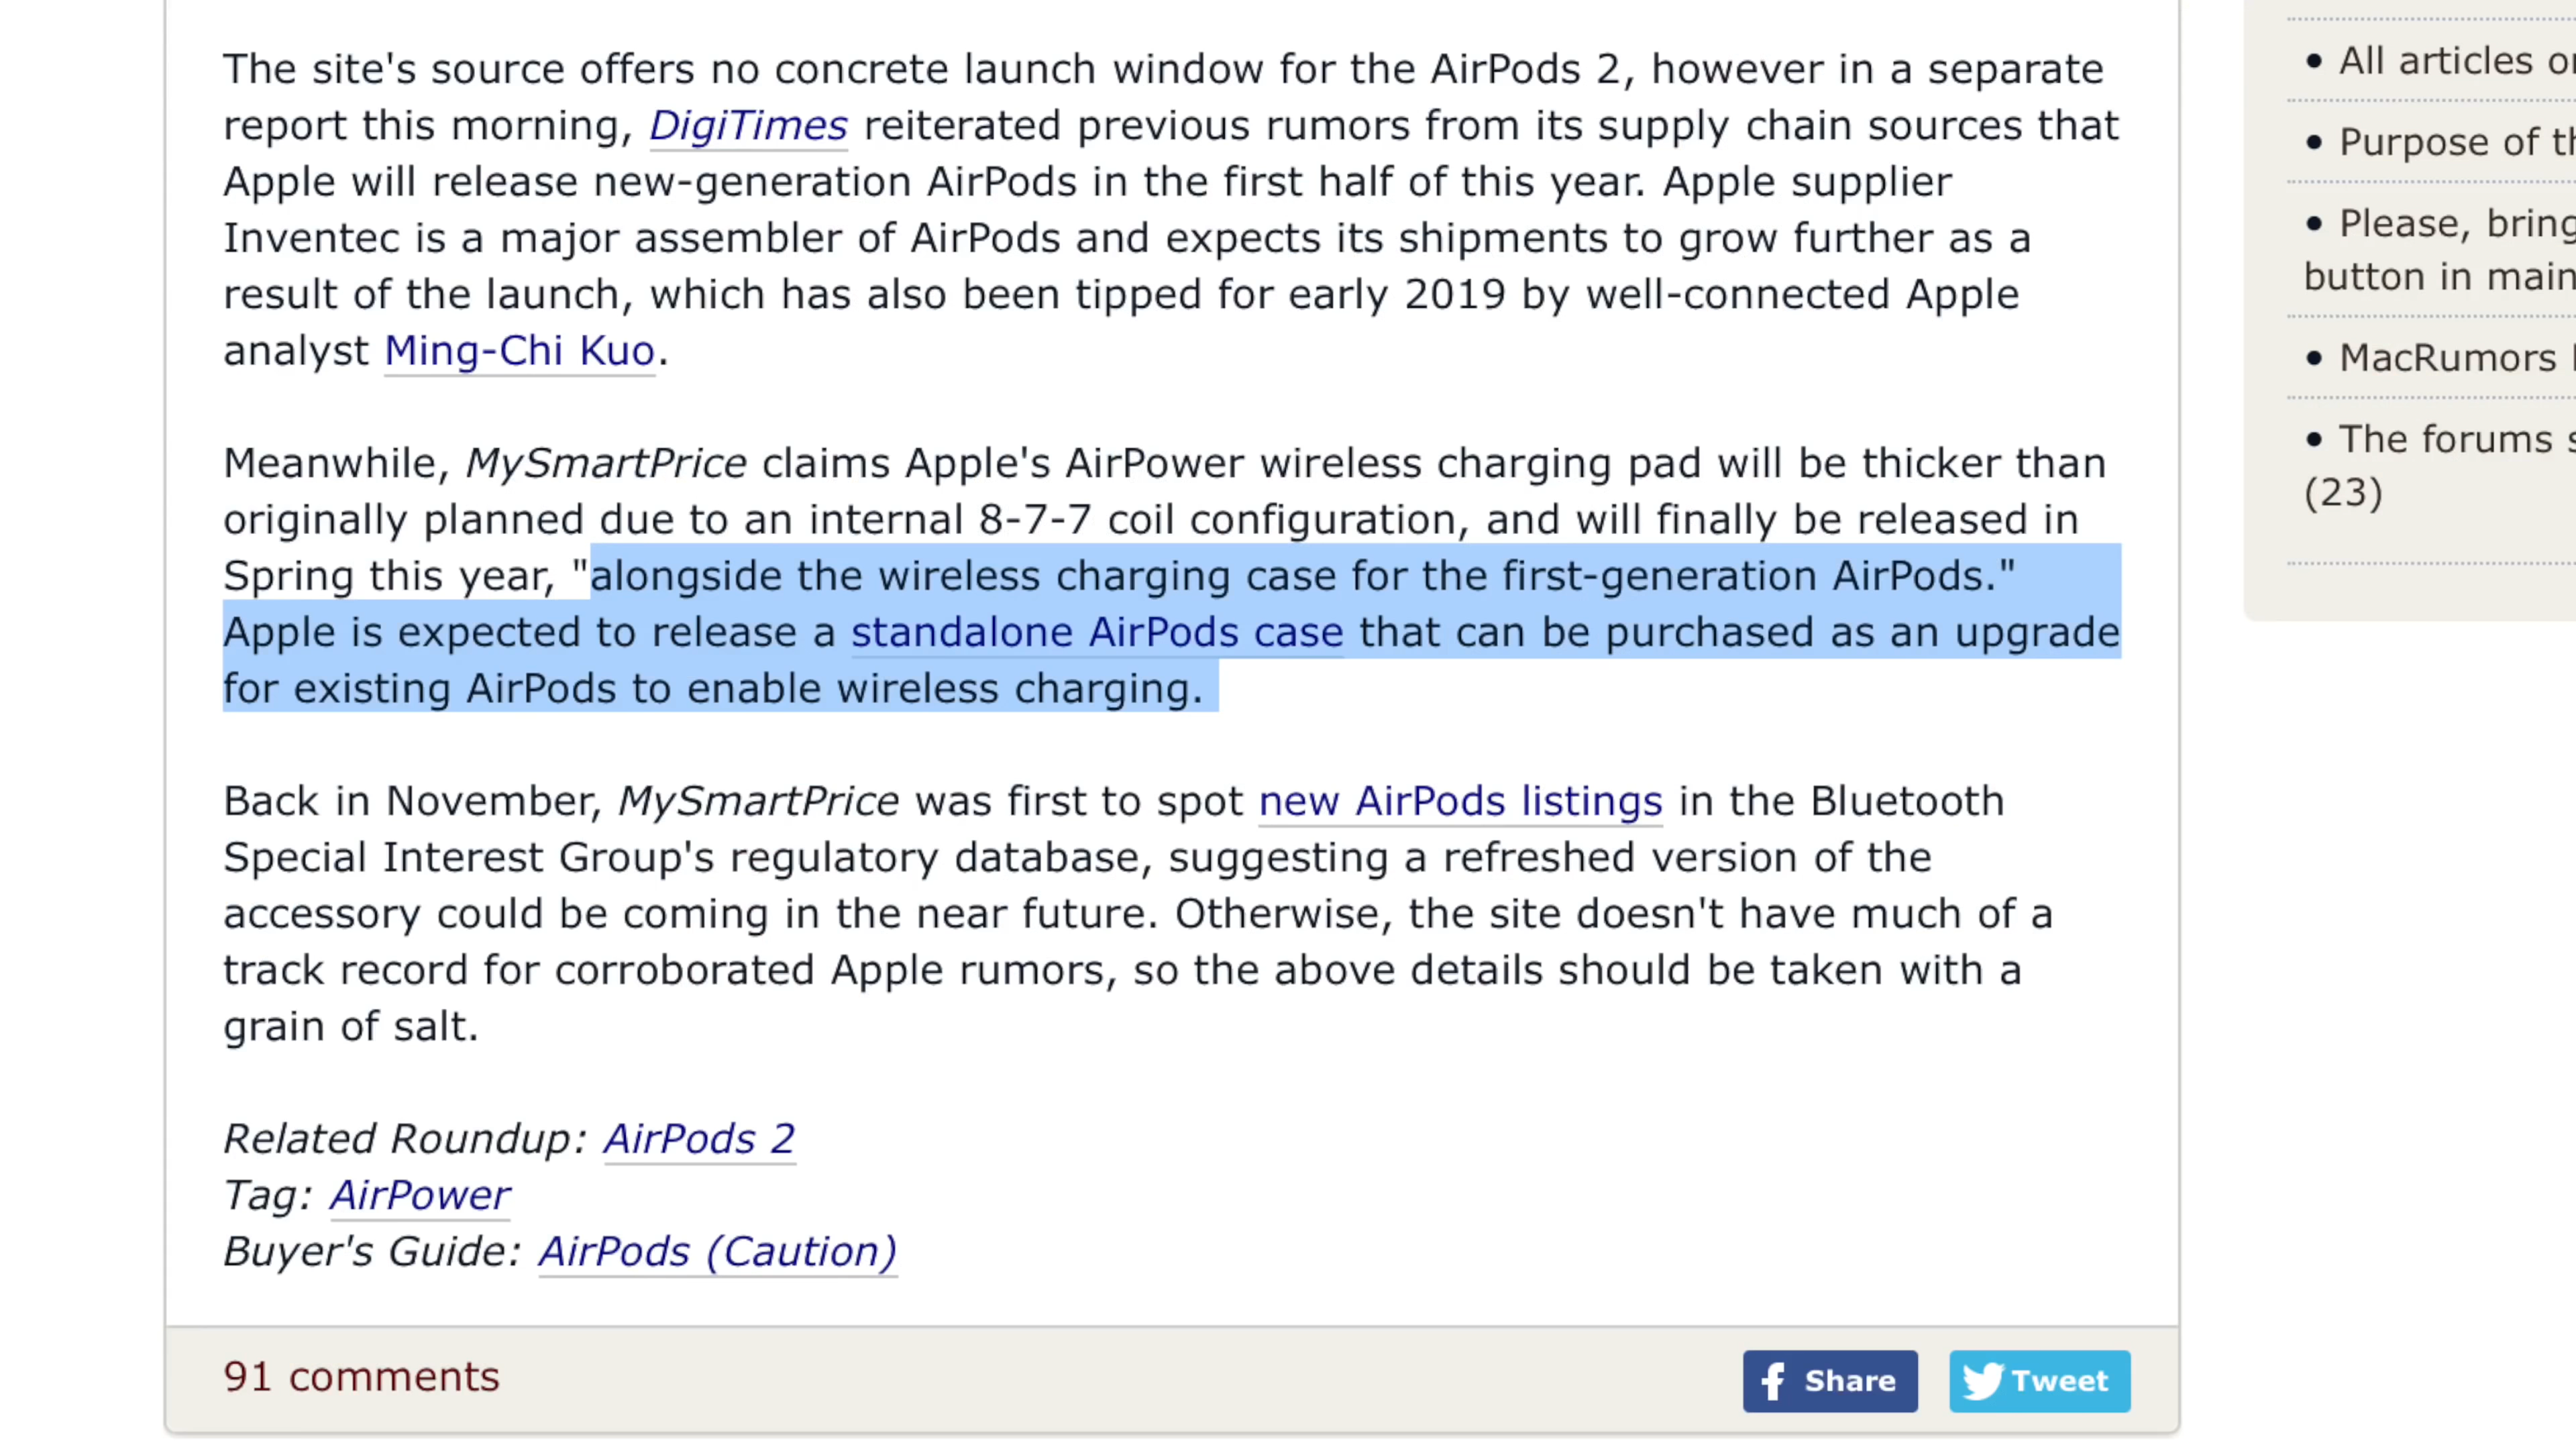 The site's source offers no concrete launch window for the AirPods 2, however in a separate
report this morning, DigiTimes reiterated previous rumors from its supply chain sources that
Apple will release new-generation AirPods in the first half of this year. Apple supplier
Inventec is a major assembler of AirPods and expects its shipments to grow further as a
result of the launch, which has also been tipped for early 2019 by well-connected Apple
analyst Ming-Chi Kuo.
Meanwhile, MySmartPrice claims Apple's AirPower wireless charging pad will be thicker than
originally planned due to an internal 8-7-7 coil configuration, and will finally be released in
Spring this year, "alongside the wireless charging case for the first-generation AirPods."
Apple is expected to release a standalone AirPods case that can be purchased as an upgrade
for existing AirPods to enable wireless charging.
Back in November, MySmartPrice was first to spot new AirPods listings in the Bluetooth
Special Interest Group's regulatory database, suggesting a refreshed version of the
accessory could be coming in the near future. Otherwise, the site doesn't have much of a
track record for corroborated Apple rumors, so the above details should be taken with a
grain of salt.
Related Roundup: AirPods 2
Tag: AirPower
Buyer's Guide: AirPods (Caution)
91 comments
Share
Tweet
• All articles
• Purpose of
• Please, bring
button in main
• MacRumors
• The forums
(23)